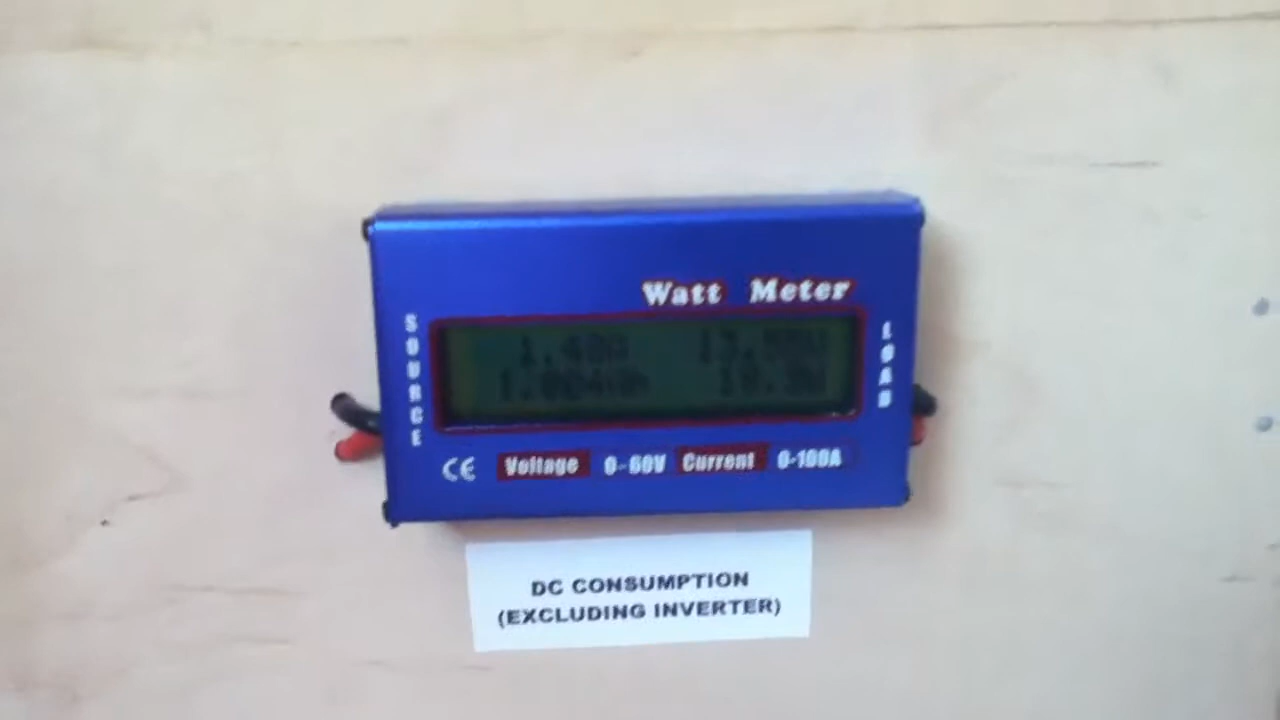 Watt Meter
SOURCE
LOAD
CE Voltage 0-60V Current 0-100A
DC CONSUMPTION
(EXCLUDING INVERTER)